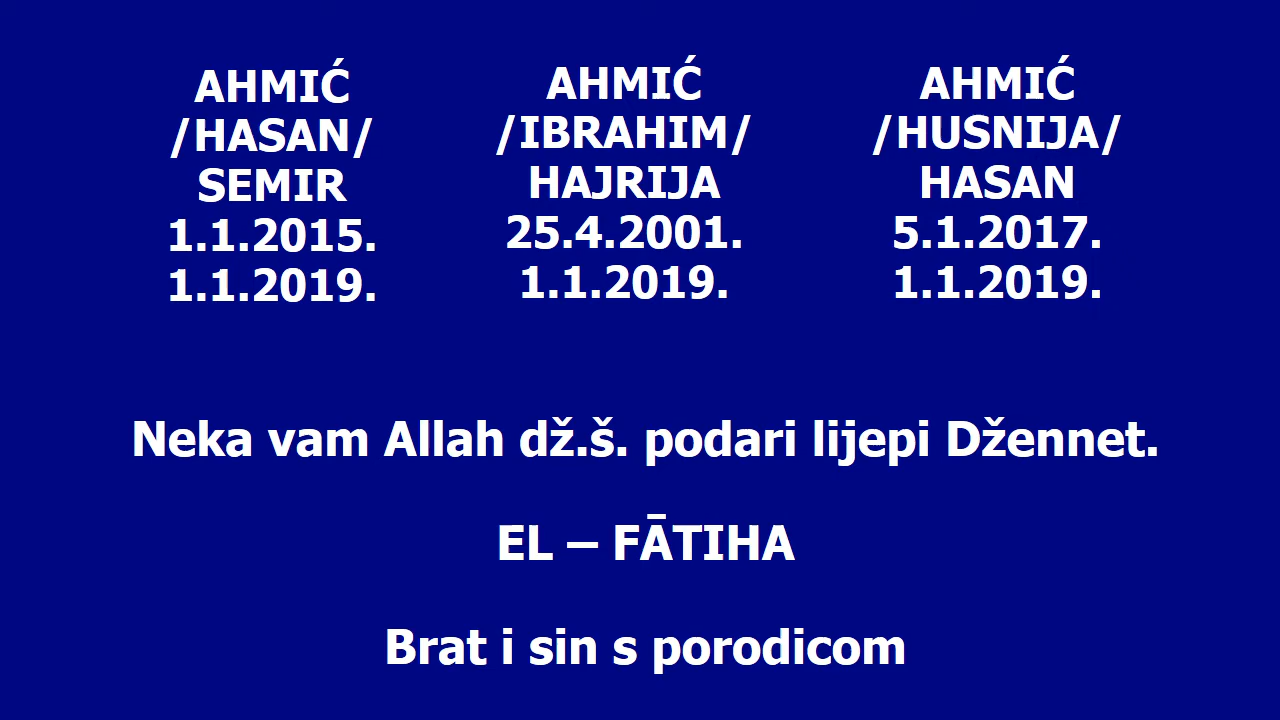 AHMIĆ
/HASAN/
SEMIR
1.1.2015.
1.1.2019.
AHMIĆ
/IBRAHIM/
HAJRIJA
25.4.2001.
1.1.2019.
AHMIĆ
/HUSNIJA/
HASAN
5.1.2017.
1.1.2019.
Neka vam Allah dž.š. podari lijepi Džennet.
EL – FĀTIHA
Brat i sin s porodicom